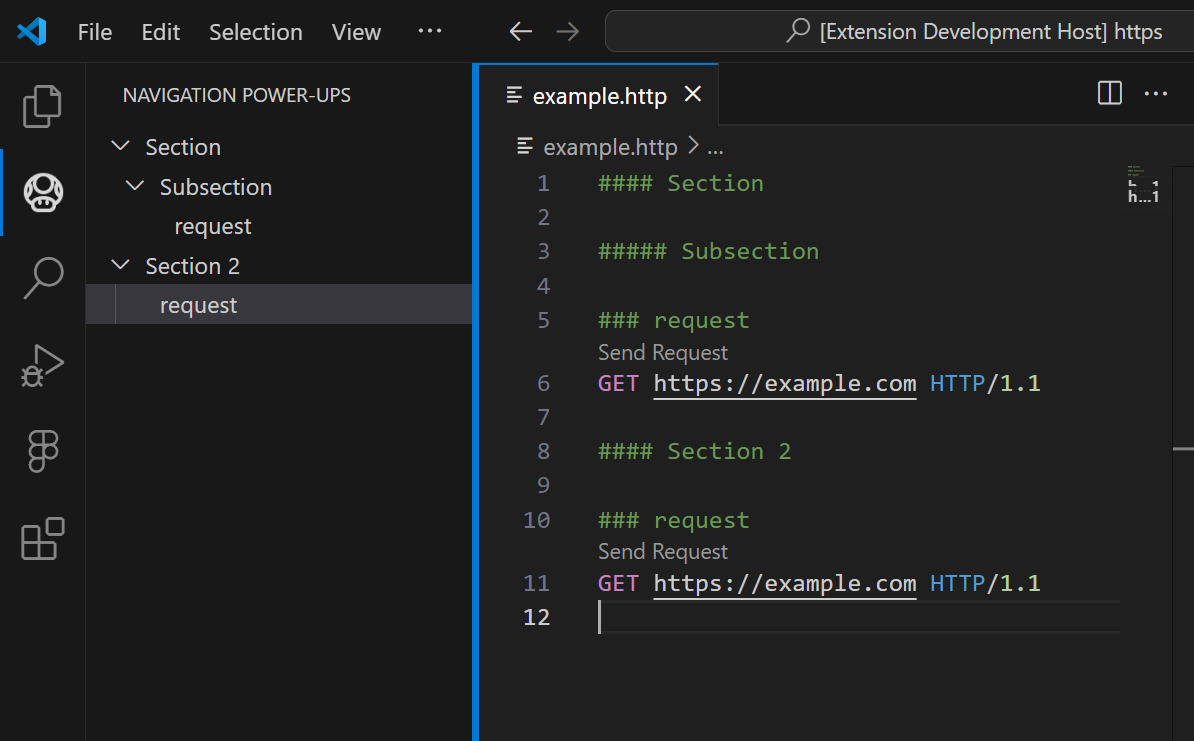 File Edit Selection View ··· [Extension Development Host] https
NAVIGATION POWER-UPS
Section
Subsection
request
Section 2
request
example.http
example.http > ...
1 #### Section
2
3 ##### Subsection
4
5 ### request
Send Request
6 GET https://example.com HTTP/1.1
7
8 #### Section 2
9
10 ### request
Send Request
11 GET https://example.com HTTP/1.1
12